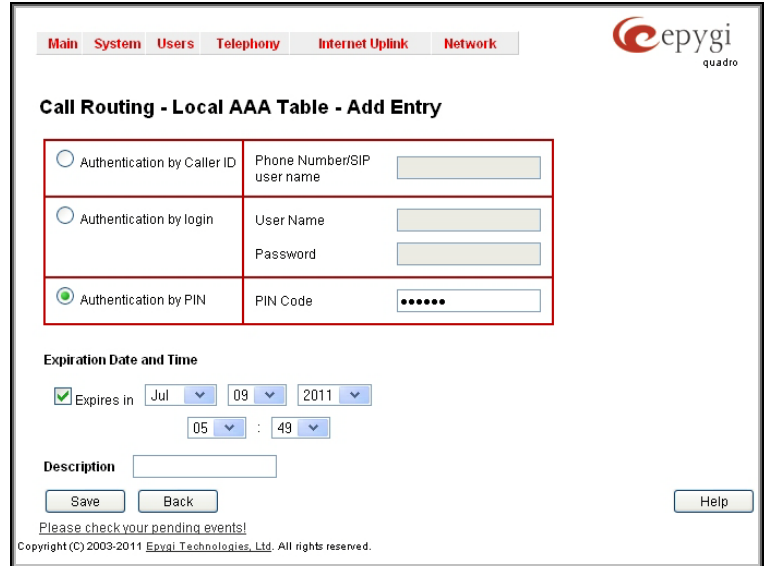 Main System Users Telephony Internet Uplink Network
epygi
quadro
Call Routing - Local AAA Table - Add Entry
Authentication by Caller ID Phone Number/SIP
user name
Authentication by login User Name
Password
Authentication by PIN PIN Code ••••••
Expiration Date and Time
Expires in Jul 09 2011
05 : 49
Description
Save Back Help
Please check your pending events!
Copyright (C) 2003-2011 Epygi Technologies, Ltd. All rights reserved.